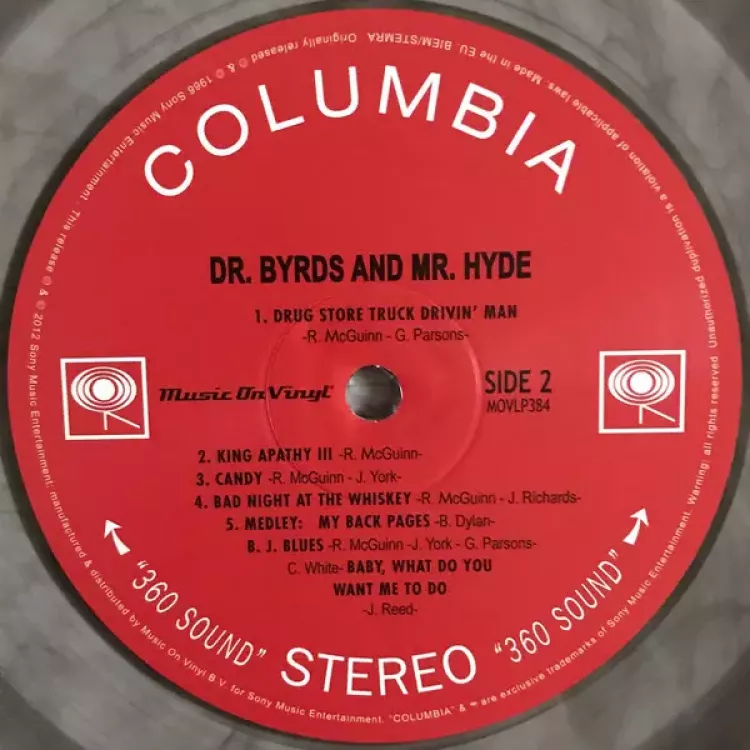 COLUMBIA
DR. BYRDS AND MR. HYDE
1. DRUG STORE TRUCK DRIVIN' MAN
-R. McGuinn - G. Parsons-
Music On Vinyl
SIDE 2
MOVLP384
2. KING APATHY III -R. McGuinn-
3. CANDY -R. McGuinn - J. York-
4. BAD NIGHT AT THE WHISKEY -R. McGuinn - J. Richards-
5. MEDLEY: MY BACK PAGES -B. Dylan-
B. J. BLUES -R. McGuinn -J. York - G. Parsons-
C. White- BABY, WHAT DO YOU
WANT ME TO DO
-J. Reed-
"360 SOUND" STEREO "360 SOUND"
manufactured & distributed by Music On Vinyl B.V. for Sony Music Entertainment. "COLUMBIA" & are exclusive trademarks of Sony Music Entertainment. Warning: all rights reserved. Unauthorized duplication is a violation of applicable laws. Made in the EU. BIEM/STEMRA. Originally released ℗ & © 1968 Sony Music Entertainment. This release ℗ & © 2012 Sony Music Entertainment